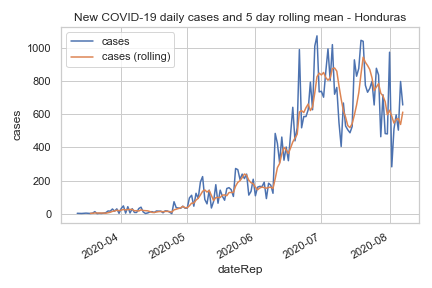 New COVID-19 daily cases and 5 day rolling mean - Honduras
cases
cases (rolling)
1000
800
600
400
200
0
cases
2020-04
2020-05
2020-06
2020-07
2020-08
dateRep